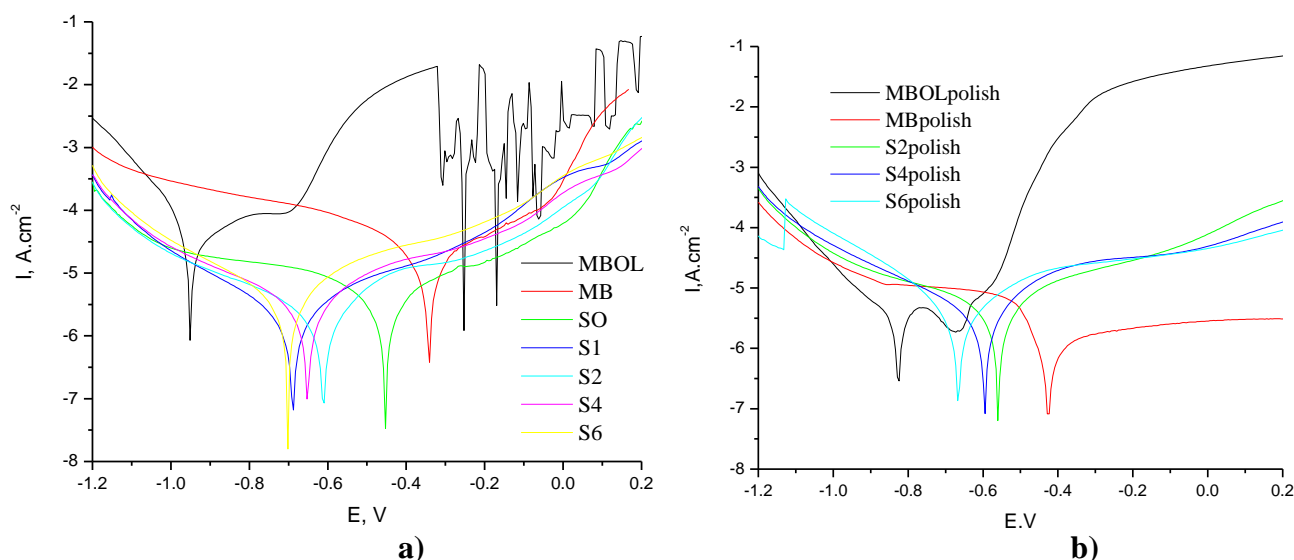 -1
-2
-3
-4
-5
-6
-7
-8
I, A.cm-2
-1.2 -1.0 -0.8 -0.6 -0.4 -0.2 0.0 0.2
E, V
MBOL
MB
SO
S1
S2
S4
S6
a)
-1
-2
-3
-4
-5
-6
-7
-8
I,A.cm-2
-1.2 -1.0 -0.8 -0.6 -0.4 -0.2 0.0 0.2
E.V
MBOLpolish
MBpolish
S2polish
S4polish
S6polish
b)